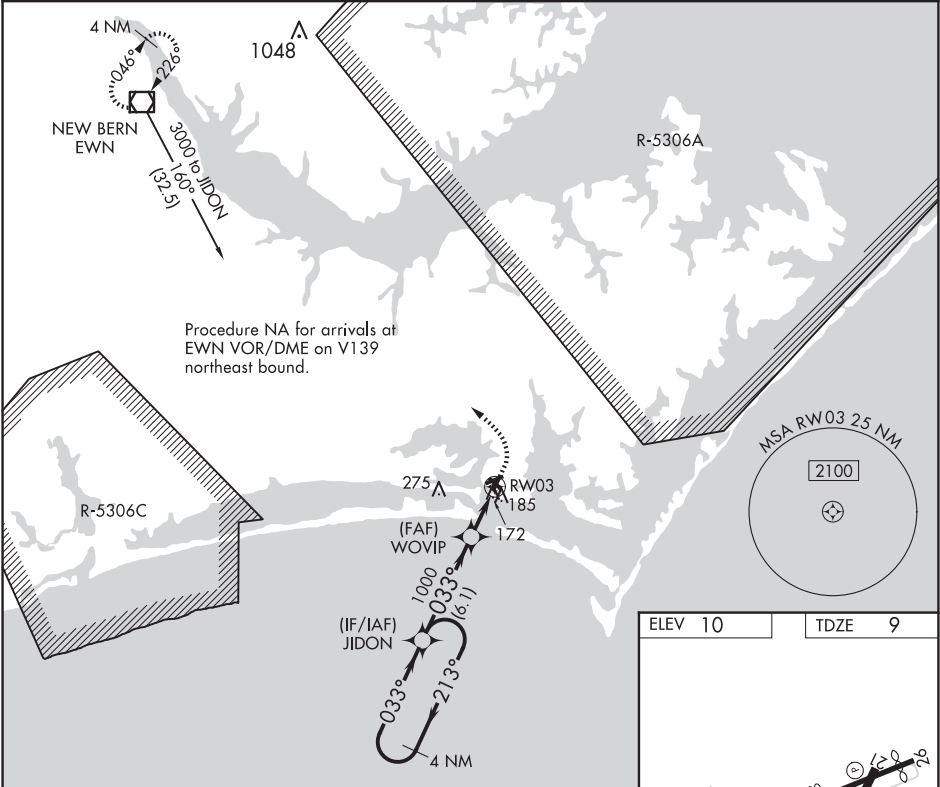 4 NM
046°
226°
1048
NEW BERN
EWN
3000 to JIDON
160°
(32.5)
R-5306A
Procedure NA for arrivals at
EWN VOR/DME on V139
northeast bound.
MSA RW03 25 NM
2100
R-5306C
275
RW03
185
(FAF)
WOVIP
172
1000
033°
(6.1)
(IF/IAF)
JIDON
033°
213°
4 NM
ELEV 10
TDZE 9
P
21
26